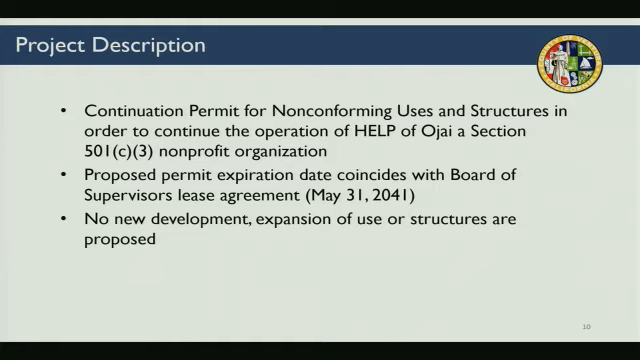 Project Description
• Continuation Permit for Nonconforming Uses and Structures in
order to continue the operation of HELP of Ojai a Section
501(c)(3) nonprofit organization
• Proposed permit expiration date coincides with Board of
Supervisors lease agreement (May 31, 2041)
• No new development, expansion of use or structures are
proposed
10